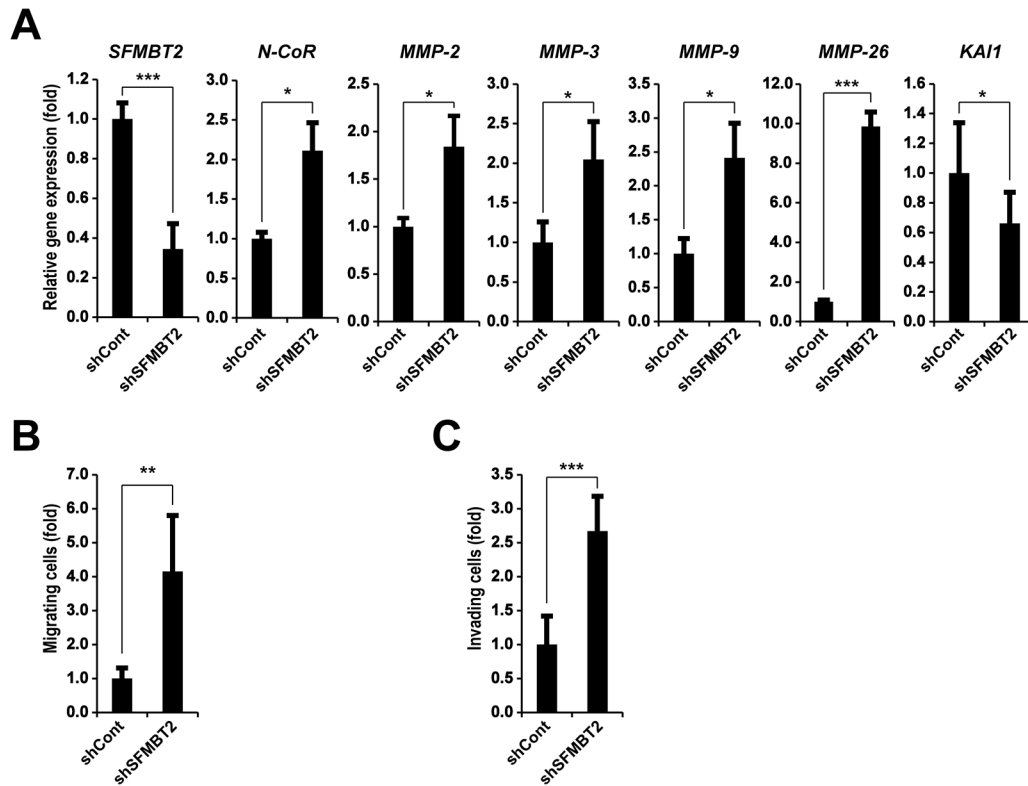 A
SFMBT2 N-CoR MMP-2 MMP-3 MMP-9 MMP-26 KAI1
*** * * * * *** *
Relative gene expression (fold)
1.2 1.0 0.8 0.6 0.4 0.2 0.0
3.0 2.5 2.0 1.5 1.0 0.5 0.0
2.5 2.0 1.5 1.0 0.5 0.0
3.0 2.5 2.0 1.5 1.0 0.5 0.0
3.5 3.0 2.5 2.0 1.5 1.0 0.5 0.0
12.0 10.0 8.0 6.0 4.0 2.0 0.0
1.6 1.4 1.2 1.0 0.8 0.6 0.4 0.2 0.0
shCont shSFMBT2 shCont shSFMBT2 shCont shSFMBT2 shCont shSFMBT2 shCont shSFMBT2 shCont shSFMBT2 shCont shSFMBT2
B
**
Migrating cells (fold)
7.0 6.0 5.0 4.0 3.0 2.0 1.0 0.0
shCont shSFMBT2
C
***
Invading cells (fold)
3.5 3.0 2.5 2.0 1.5 1.0 0.5 0.0
shCont shSFMBT2